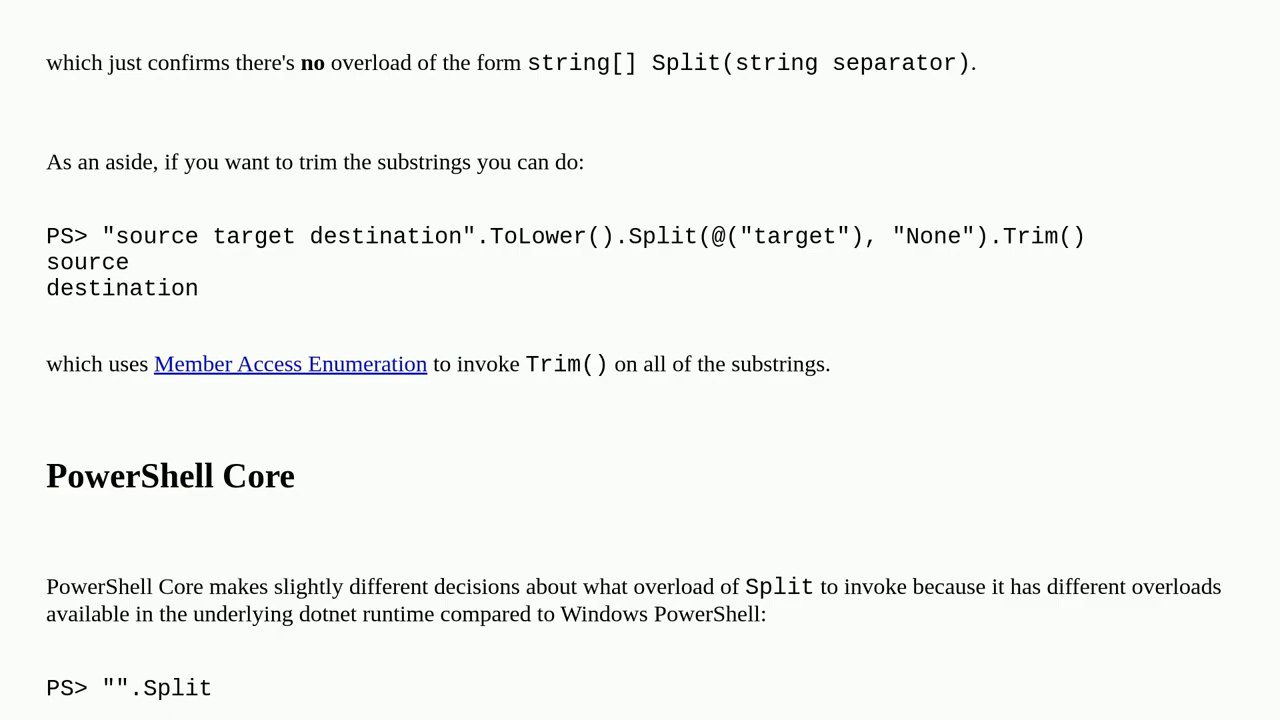 which just confirms there's no overload of the form string[] Split(string separator).
As an aside, if you want to trim the substrings you can do:
PS> "source target destination".ToLower().Split(@("target"), "None").Trim()
source
destination
which uses Member Access Enumeration to invoke Trim() on all of the substrings.
PowerShell Core
PowerShell Core makes slightly different decisions about what overload of Split to invoke because it has different overloads
available in the underlying dotnet runtime compared to Windows PowerShell:
PS> "".Split